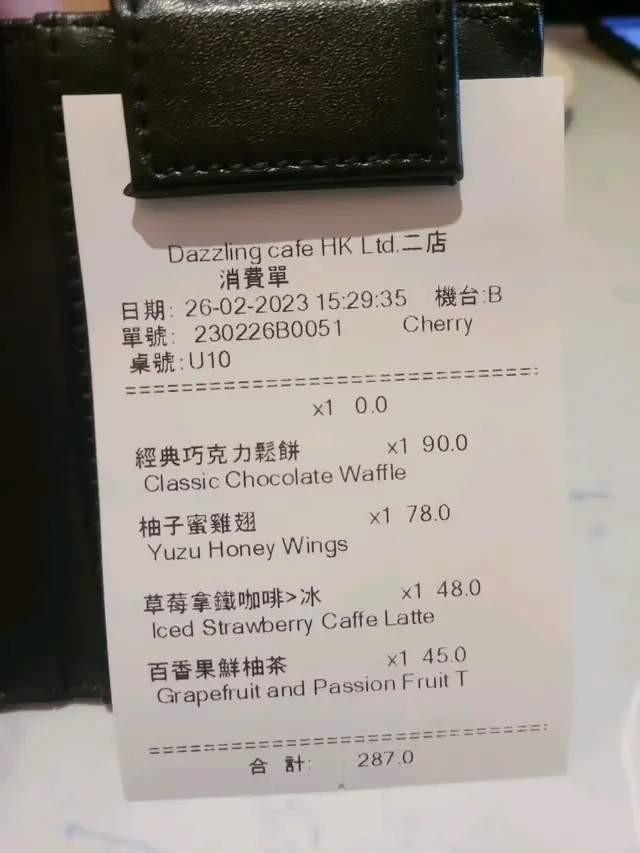 Dazzling cafe HK Ltd.二店
消費單
日期: 26-02-2023 15:29:35 機台:B
單號: 230226B0051 Cherry
桌號:U10
============================================
x1 0.0
經典巧克力鬆餅 x1 90.0
Classic Chocolate Waffle
柚子蜜雞翅 x1 78.0
Yuzu Honey Wings
草莓拿鐵咖啡>冰 x1 48.0
Iced Strawberry Caffe Latte
百香果鮮柚茶 x1 45.0
Grapefruit and Passion Fruit T
============================================
合 計: 287.0